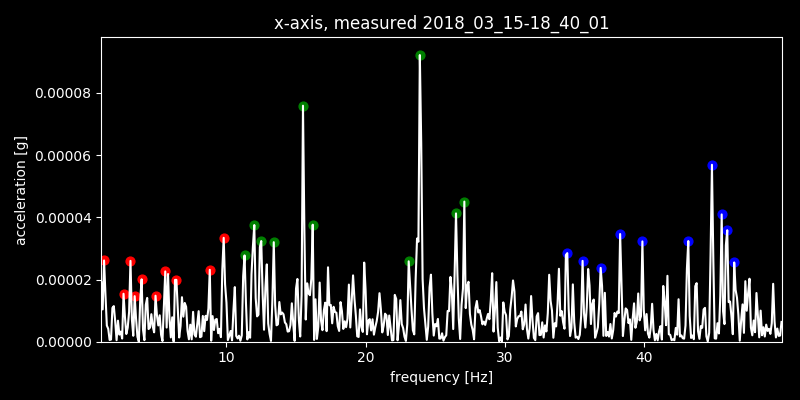 x-axis, measured 2018_03_15-18_40_01
acceleration [g]
0.00008
0.00006
0.00004
0.00002
0.00000
10 20 30 40
frequency [Hz]